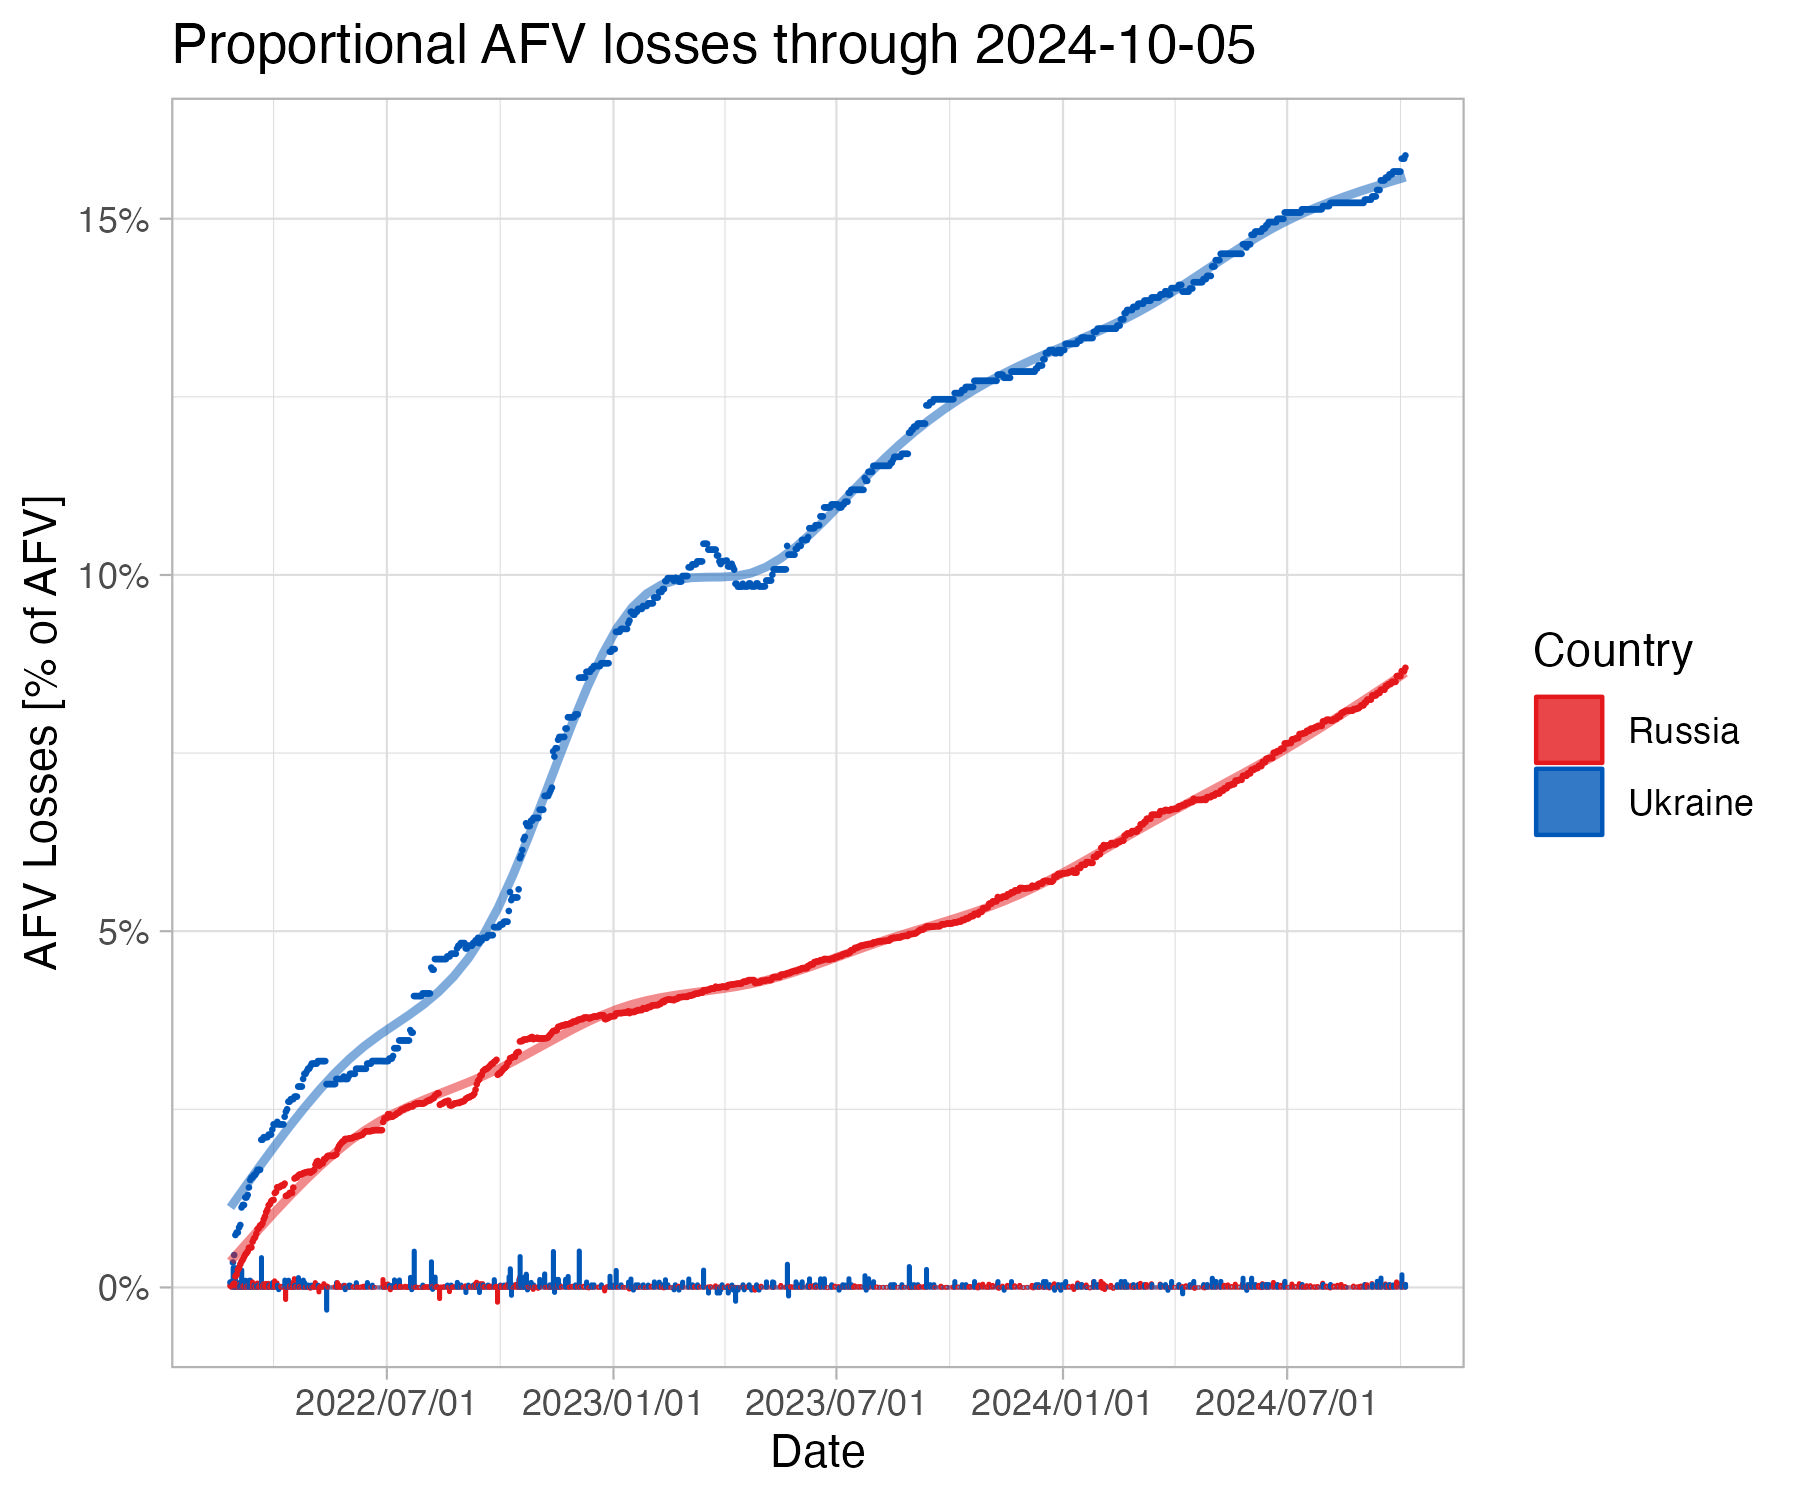 Proportional AFV losses through 2024-10-05
AFV Losses [% of AFV]
15%
10%
5%
0%
2022/07/01
2023/01/01
2023/07/01
2024/01/01
2024/07/01
Date
Country
Russia
Ukraine